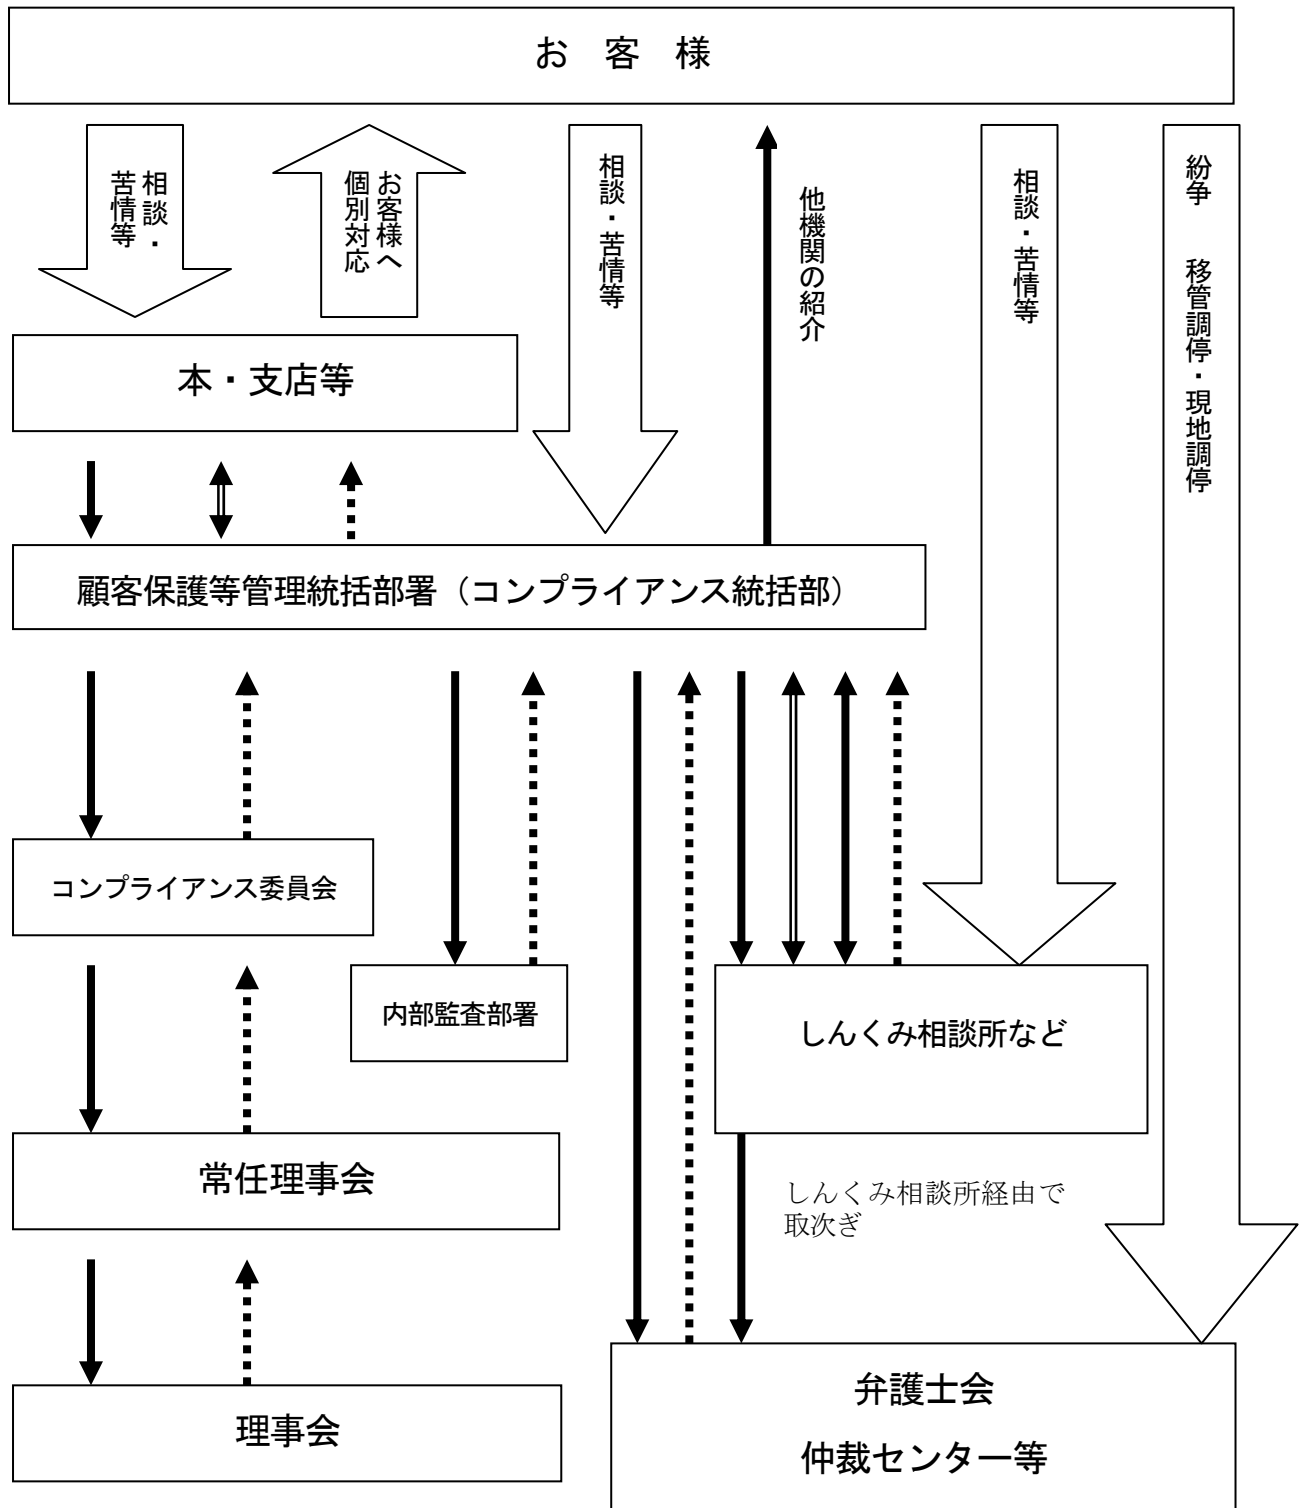 お 客 様
相談・
苦情等
お客様へ
個別対応
相談・苦情等
他機関の紹介
相談・苦情等
紛争 移管調停・現地調停
本・支店等
顧客保護等管理統括部署（コンプライアンス統括部）
コンプライアンス委員会
内部監査部署
しんくみ相談所など
常任理事会
しんくみ相談所経由で
取次ぎ
理事会
弁護士会
仲裁センター等